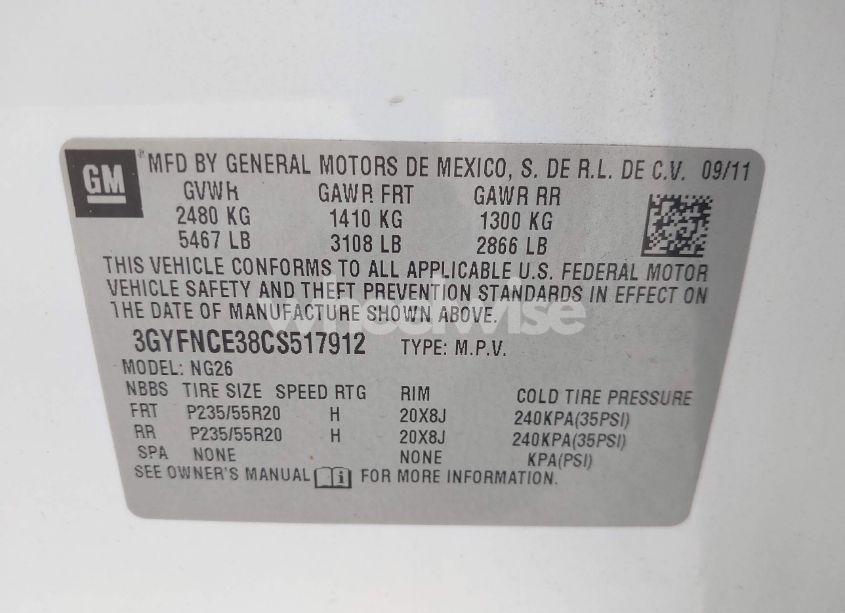 GM
MFD BY GENERAL MOTORS DE MEXICO, S. DE R.L. DE C.V. 09/11
GVWR GAWR FRT GAWR RR
2480 KG 1410 KG 1300 KG
5467 LB 3108 LB 2866 LB
THIS VEHICLE CONFORMS TO ALL APPLICABLE U.S. FEDERAL MOTOR
VEHICLE SAFETY AND THEFT PREVENTION STANDARDS IN EFFECT ON
THE DATE OF MANUFACTURE SHOWN ABOVE.
wheelwise
3GYFNCE38CS517912 TYPE: M.P.V.
MODEL: NG26
NBBS TIRE SIZE SPEED RTG RIM COLD TIRE PRESSURE
FRT P235/55R20 H 20X8J 240KPA(35PSI)
RR P235/55R20 H 20X8J 240KPA(35PSI)
SPA NONE NONE KPA(PSI)
SEE OWNER'S MANUAL FOR MORE INFORMATION.